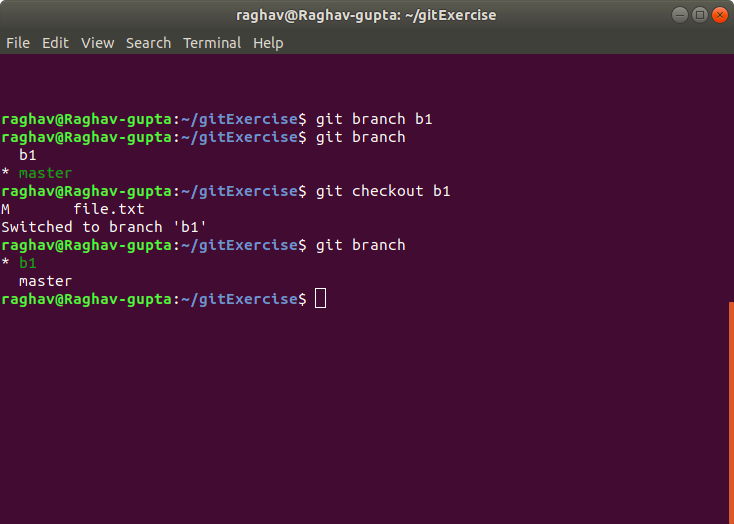 raghav@Raghav-gupta: ~/gitExercise
File Edit View Search Terminal Help
raghav@Raghav-gupta:~/gitExercise$ git branch b1
raghav@Raghav-gupta:~/gitExercise$ git branch
  b1
* master
raghav@Raghav-gupta:~/gitExercise$ git checkout b1
M       file.txt
Switched to branch 'b1'
raghav@Raghav-gupta:~/gitExercise$ git branch
* b1
  master
raghav@Raghav-gupta:~/gitExercise$